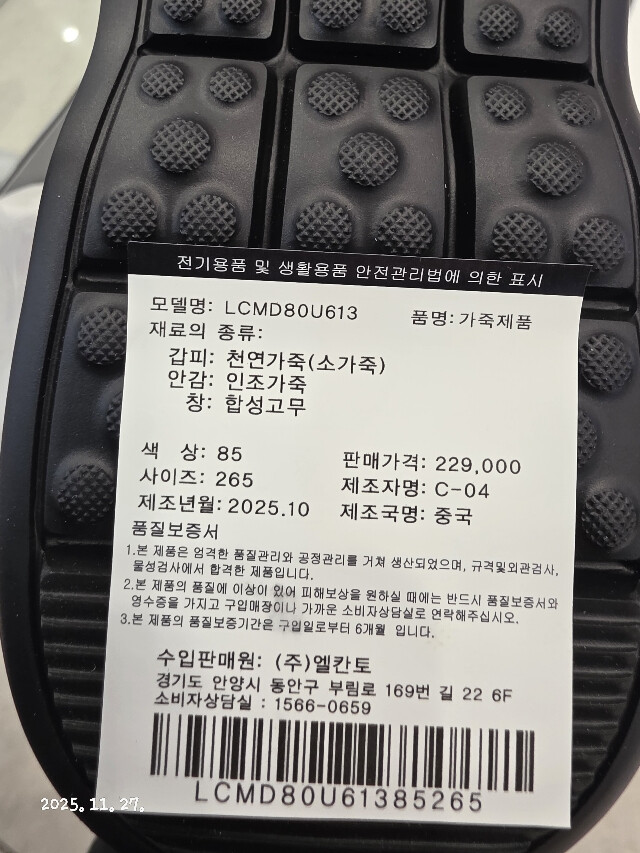 전기용품 및 생활용품 안전관리법에 의한 표시
모델명: LCMD80U613 품명: 가죽제품
재료의 종류:
갑피: 천연가죽(소가죽)
안감: 인조가죽
창: 합성고무
색 상: 85 판매가격: 229,000
사이즈: 265 제조자명: C-04
제조년월: 2025.10 제조국명: 중국
품질보증서
1.본 제품은 엄격한 품질관리와 공정관리를 거쳐 생산되었으며, 규격및외관검사,
물성검사에서 합격한 제품입니다.
2.본 제품의 품질에 이상이 있어 피해보상을 원하실 때에는 반드시 품질보증서와
영수증을 가지고 구입매장이나 가까운 소비자상담실로 연락해주십시오.
3.본 제품의 품질보증기간은 구입일로부터 6개월 입니다.
수입판매원: (주)엘칸토
경기도 안양시 동안구 부림로 169번 길 22 6F
소비자상담실 : 1566-0659
LCMD80U61385265
2025. 11. 27.